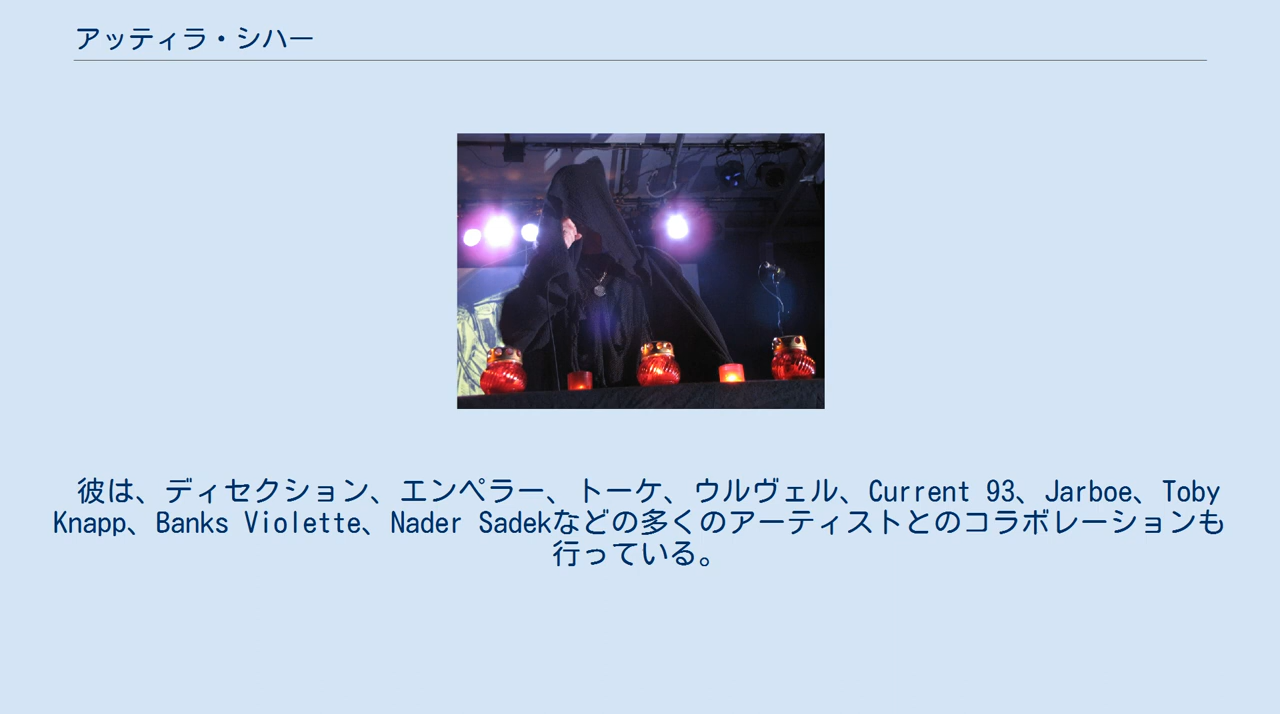 アッティラ・シハー
彼は、ディセクション、エンペラー、トーケ、ウルヴェル、Current 93、Jarboe、Toby
Knapp、Banks Violette、Nader Sadekなどの多くのアーティストとのコラボレーションも
行っている。